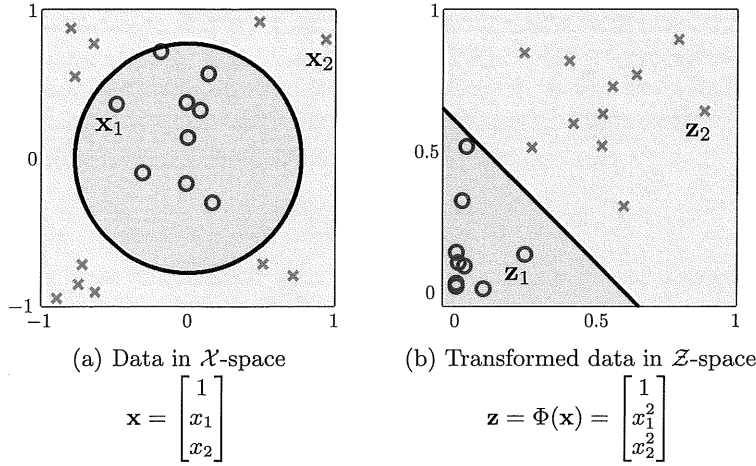 1
0
−1
−1
0
1
x₁
x₂
1
0.5
0
0
0.5
1
z₁
z₂
(a) Data in 𝒳-space
(b) Transformed data in 𝒵-space
x = [1 x₁ x₂]
z = Φ(x) = [1 x₁² x₂²]